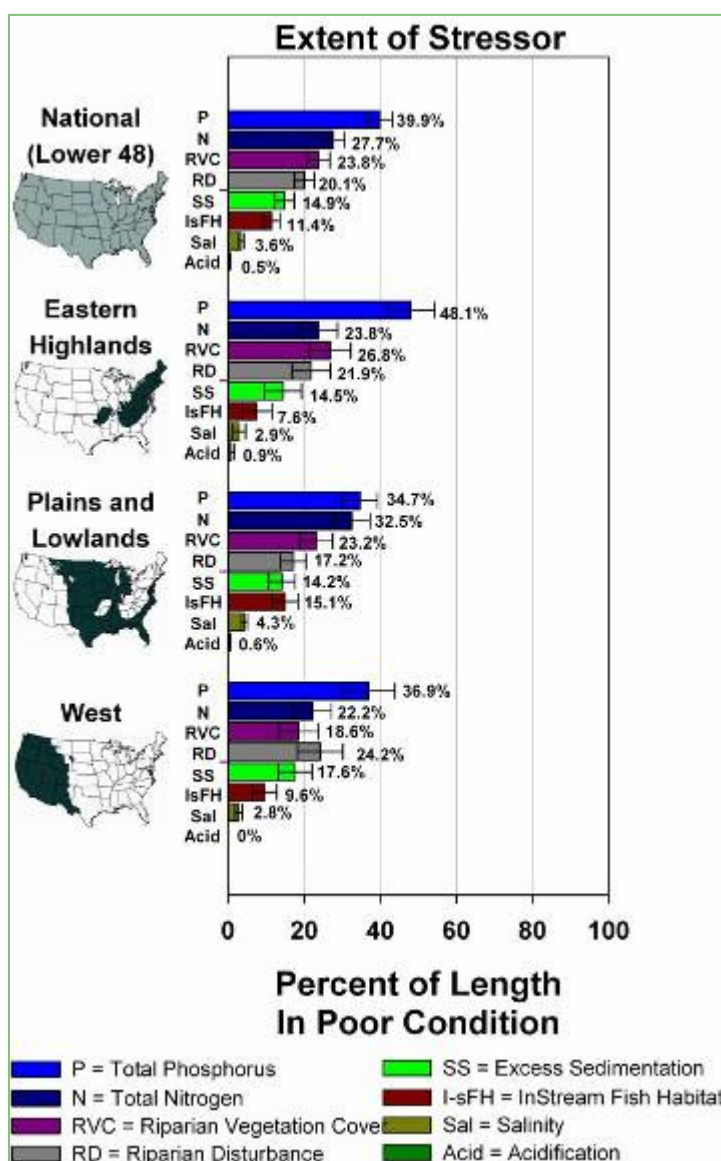 Extent of Stressor
National
(Lower 48)
P 39.9%
N 27.7%
RVC 23.8%
RD 20.1%
SS 14.9%
IsFH 11.4%
Sal 3.6%
Acid 0.5%
Eastern
Highlands
P 48.1%
N 23.8%
RVC 26.8%
RD 21.9%
SS 14.5%
IsFH 7.6%
Sal 2.9%
Acid 0.9%
Plains and
Lowlands
P 34.7%
N 32.5%
RVC 23.2%
RD 17.2%
SS 14.2%
IsFH 15.1%
Sal 4.3%
Acid 0.6%
West
P 36.9%
N 22.2%
RVC 18.6%
RD 24.2%
SS 17.6%
IsFH 9.6%
Sal 2.8%
Acid 0%
0 20 40 60 80 100
Percent of Length
In Poor Condition
P = Total Phosphorus
N = Total Nitrogen
RVC = Riparian Vegetation Cove
RD = Riparian Disturbance
SS = Excess Sedimentation
I-sFH = InStream Fish Habitat
Sal = Salinity
Acid = Acidification